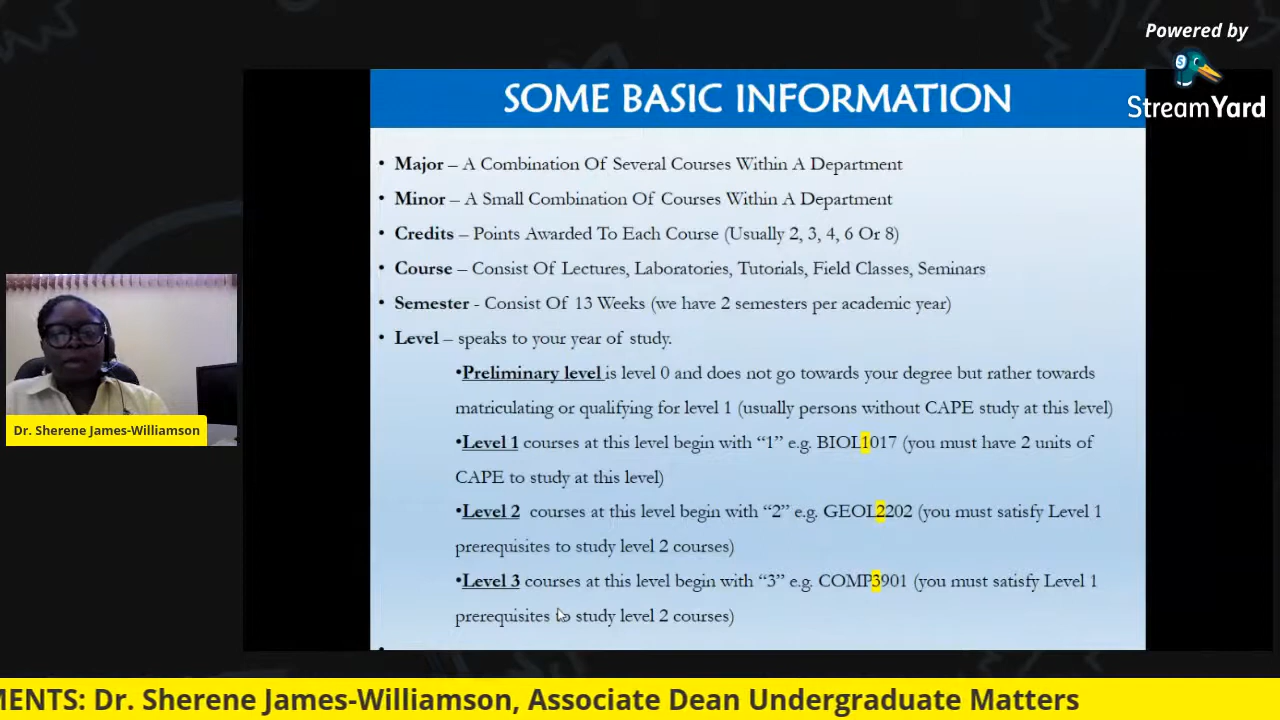 Powered by
StreamYard
SOME BASIC INFORMATION
• Major – A Combination Of Several Courses Within A Department
• Minor – A Small Combination Of Courses Within A Department
• Credits – Points Awarded To Each Course (Usually 2, 3, 4, 6 Or 8)
• Course – Consist Of Lectures, Laboratories, Tutorials, Field Classes, Seminars
• Semester - Consist Of 13 Weeks (we have 2 semesters per academic year)
• Level – speaks to your year of study.
•Preliminary level is level 0 and does not go towards your degree but rather towards
matriculating or qualifying for level 1 (usually persons without CAPE study at this level)
•Level 1 courses at this level begin with “1” e.g. BIOL1017 (you must have 2 units of
CAPE to study at this level)
•Level 2 courses at this level begin with “2” e.g. GEOL2202 (you must satisfy Level 1
prerequisites to study level 2 courses)
•Level 3 courses at this level begin with “3” e.g. COMP3901 (you must satisfy Level 1
prerequisites to study level 2 courses)
Dr. Sherene James-Williamson
MENTS: Dr. Sherene James-Williamson, Associate Dean Undergraduate Matters